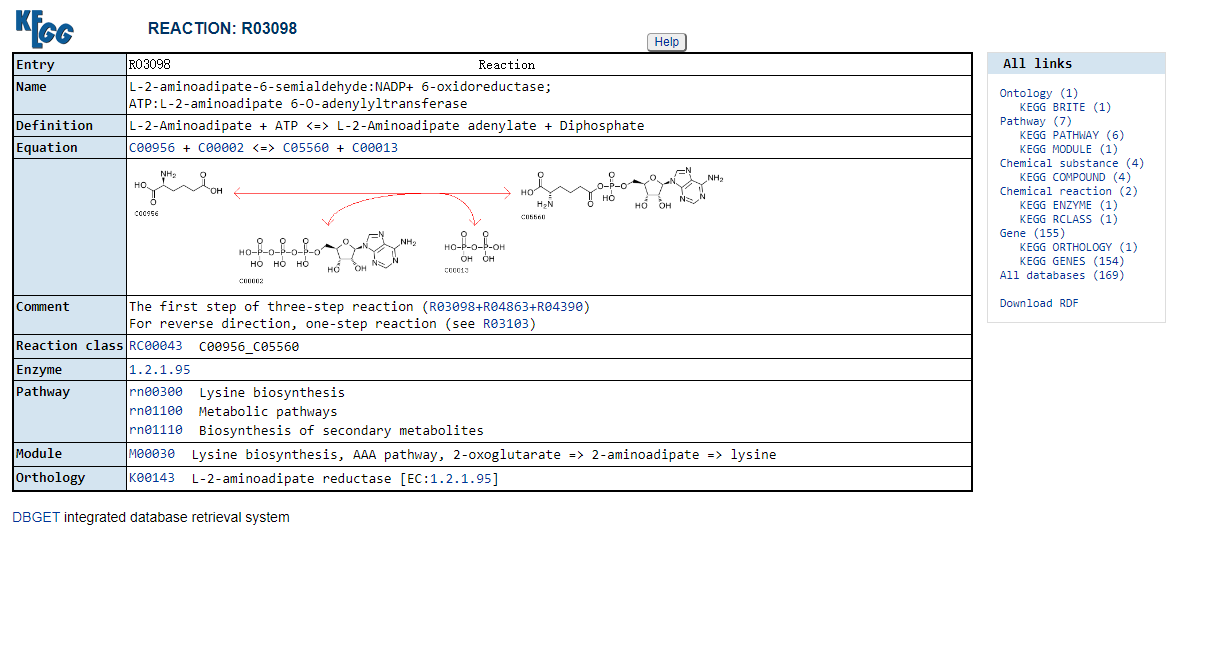 KEGG
REACTION: R03098
Help
Entry R03098 Reaction
Name L-2-aminoadipate-6-semialdehyde:NADP+ 6-oxidoreductase;
ATP:L-2-aminoadipate 6-O-adenylyltransferase
Definition L-2-Aminoadipate + ATP <=> L-2-Aminoadipate adenylate + Diphosphate
Equation C00956 + C00002 <=> C05560 + C00013
NH2 O
HO OH
O
C00956
O O
HO O-P-O O N N NH2
H2N O HO HO OH N N
C05560
O O O
HO-P-O-P-O-P-O O N N NH2
HO HO HO HO OH N N
C00002
O O
HO-P-O-P-OH
OH OH
C00013
Comment The first step of three-step reaction (R03098+R04863+R04390)
For reverse direction, one-step reaction (see R03103)
Reaction class RC00043 C00956_C05560
Enzyme 1.2.1.95
Pathway rn00300 Lysine biosynthesis
rn01100 Metabolic pathways
rn01110 Biosynthesis of secondary metabolites
Module M00030 Lysine biosynthesis, AAA pathway, 2-oxoglutarate => 2-aminoadipate => lysine
Orthology K00143 L-2-aminoadipate reductase [EC:1.2.1.95]
DBGET integrated database retrieval system
All links
Ontology (1)
KEGG BRITE (1)
Pathway (7)
KEGG PATHWAY (6)
KEGG MODULE (1)
Chemical substance (4)
KEGG COMPOUND (4)
Chemical reaction (2)
KEGG ENZYME (1)
KEGG RCLASS (1)
Gene (155)
KEGG ORTHOLOGY (1)
KEGG GENES (154)
All databases (169)
Download RDF